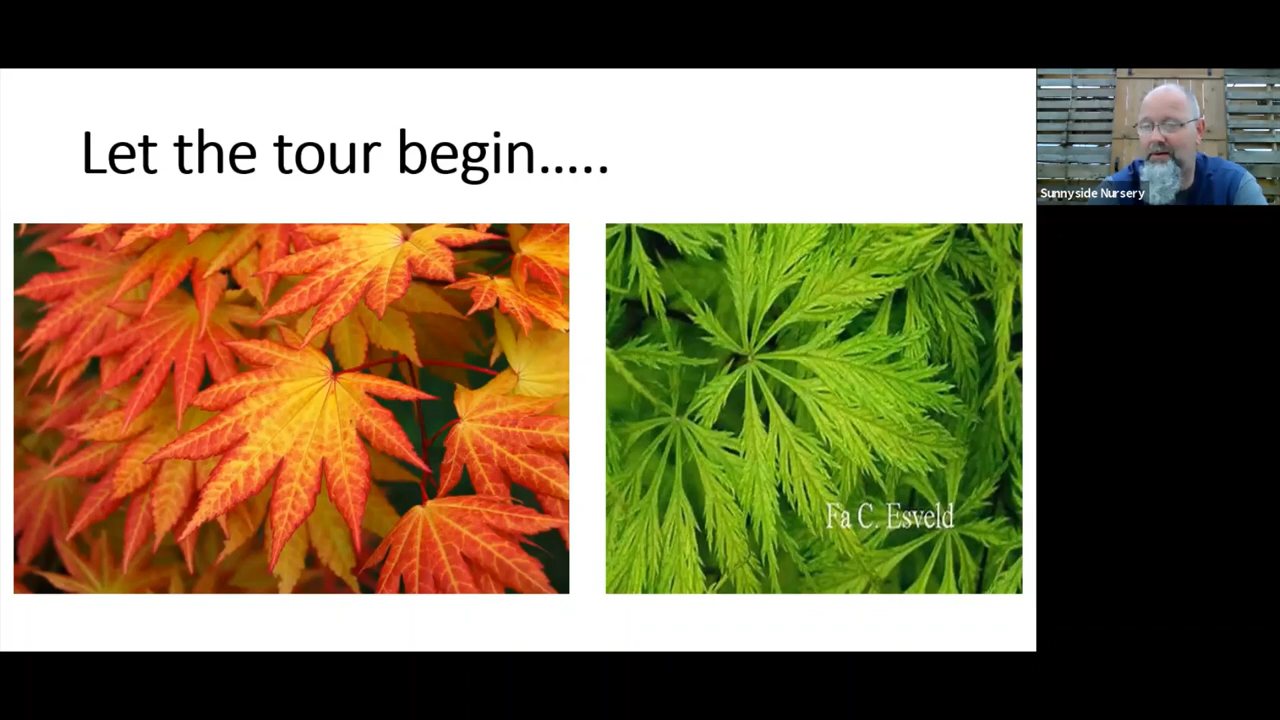 Let the tour begin.....
Sunnyside Nursery
Fa C. Esveld